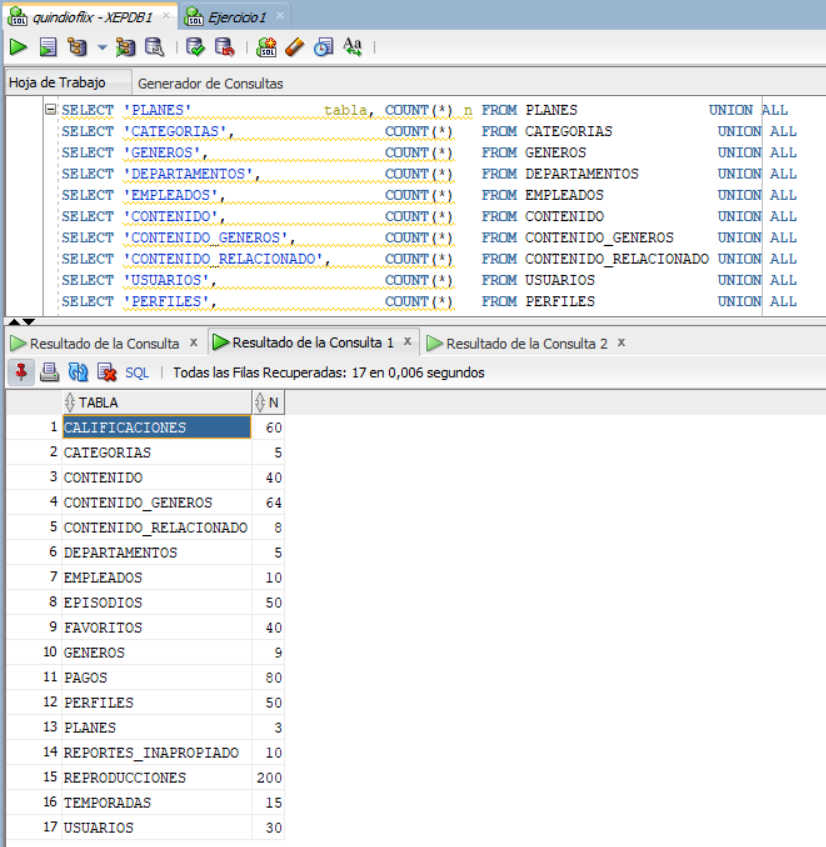 quindioflix - XEPDB1 × Ejercicio1 ×
Hoja de Trabajo Generador de Consultas
SELECT 'PLANES' tabla, COUNT(*) n FROM PLANES UNION ALL
SELECT 'CATEGORIAS', COUNT(*) FROM CATEGORIAS UNION ALL
SELECT 'GENEROS', COUNT(*) FROM GENEROS UNION ALL
SELECT 'DEPARTAMENTOS', COUNT(*) FROM DEPARTAMENTOS UNION ALL
SELECT 'EMPLEADOS', COUNT(*) FROM EMPLEADOS UNION ALL
SELECT 'CONTENIDO', COUNT(*) FROM CONTENIDO UNION ALL
SELECT 'CONTENIDO_GENEROS', COUNT(*) FROM CONTENIDO_GENEROS UNION ALL
SELECT 'CONTENIDO_RELACIONADO', COUNT(*) FROM CONTENIDO_RELACIONADO UNION ALL
SELECT 'USUARIOS', COUNT(*) FROM USUARIOS UNION ALL
SELECT 'PERFILES', COUNT(*) FROM PERFILES UNION ALL
Resultado de la Consulta x Resultado de la Consulta 1 x Resultado de la Consulta 2 x
SQL | Todas las Filas Recuperadas: 17 en 0,006 segundos
TABLA N
1 CALIFICACIONES 60
2 CATEGORIAS 5
3 CONTENIDO 40
4 CONTENIDO_GENEROS 64
5 CONTENIDO_RELACIONADO 8
6 DEPARTAMENTOS 5
7 EMPLEADOS 10
8 EPISODIOS 50
9 FAVORITOS 40
10 GENEROS 9
11 PAGOS 80
12 PERFILES 50
13 PLANES 3
14 REPORTES_INAPROPIADO 10
15 REPRODUCCIONES 200
16 TEMPORADAS 15
17 USUARIOS 30